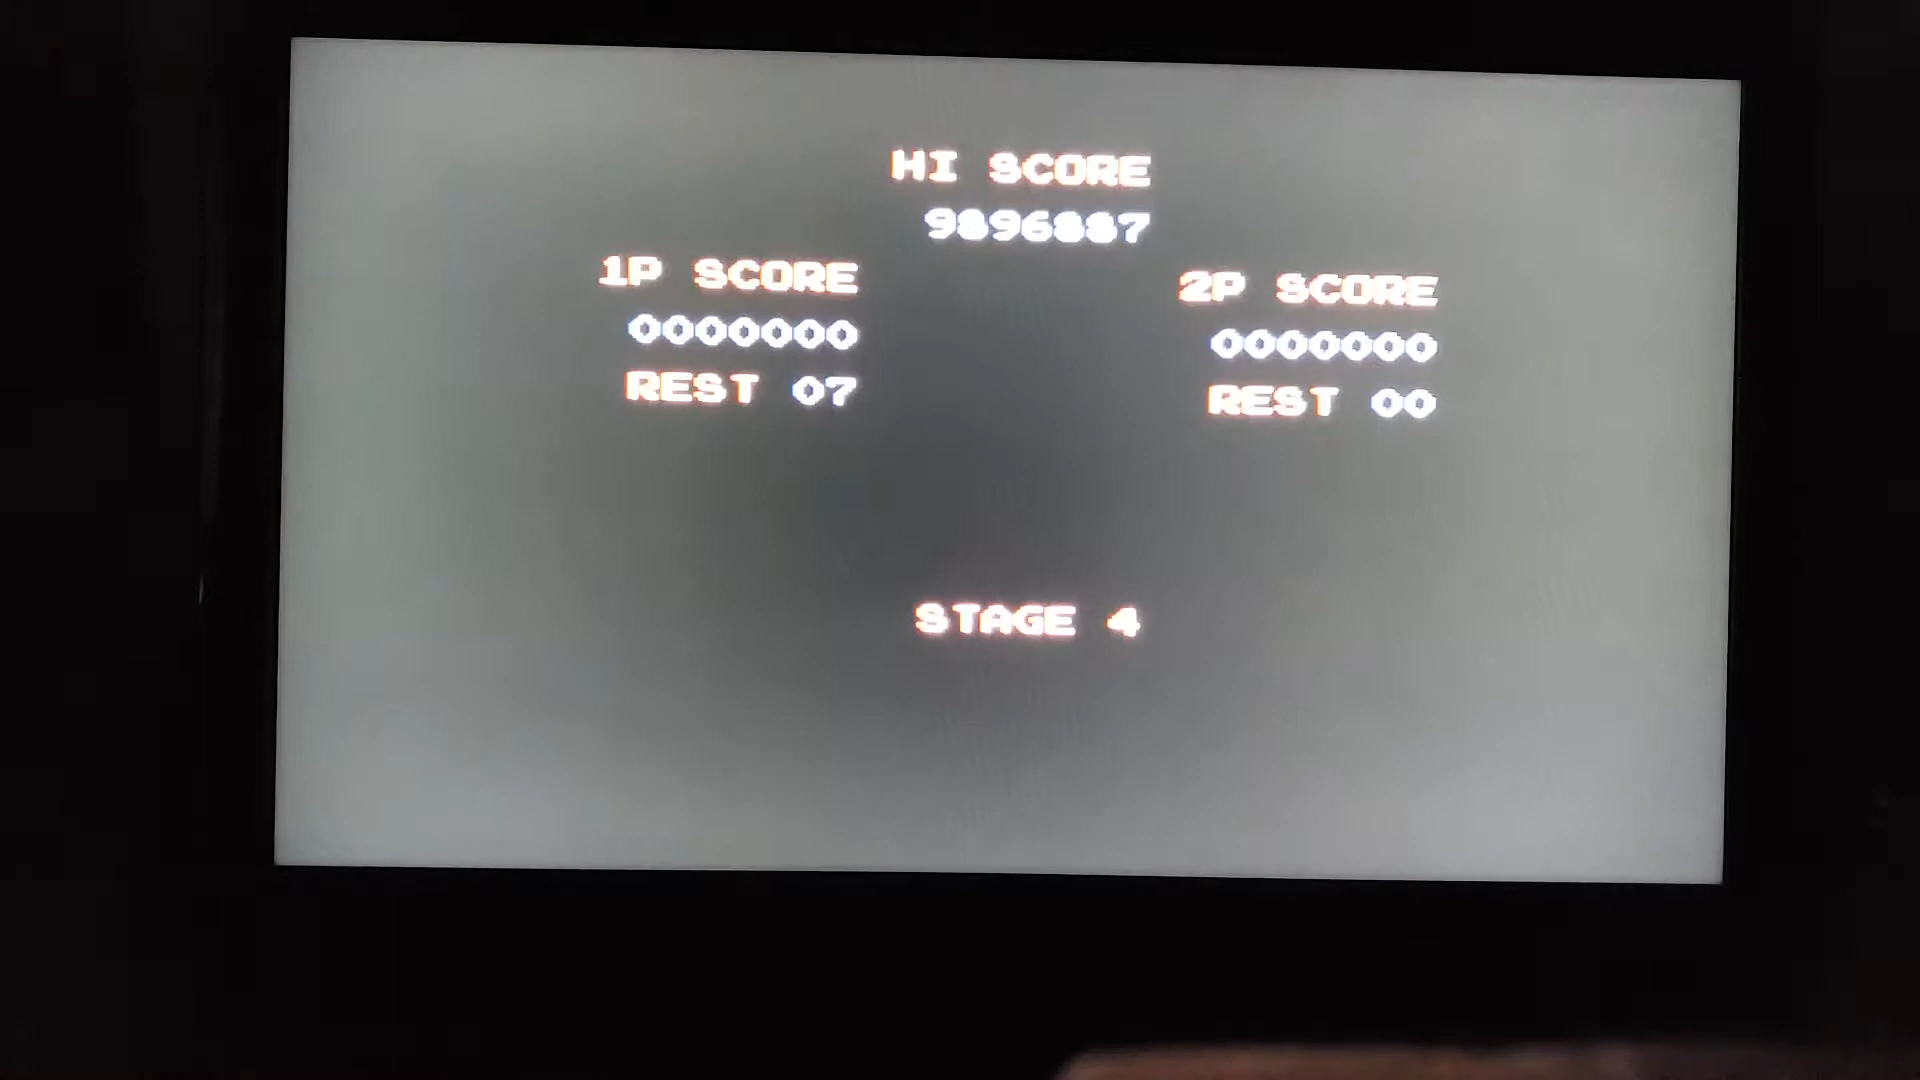 HI SCORE
9896887
1P SCORE
0000000
REST 07
2P SCORE
0000000
REST 00
STAGE 4